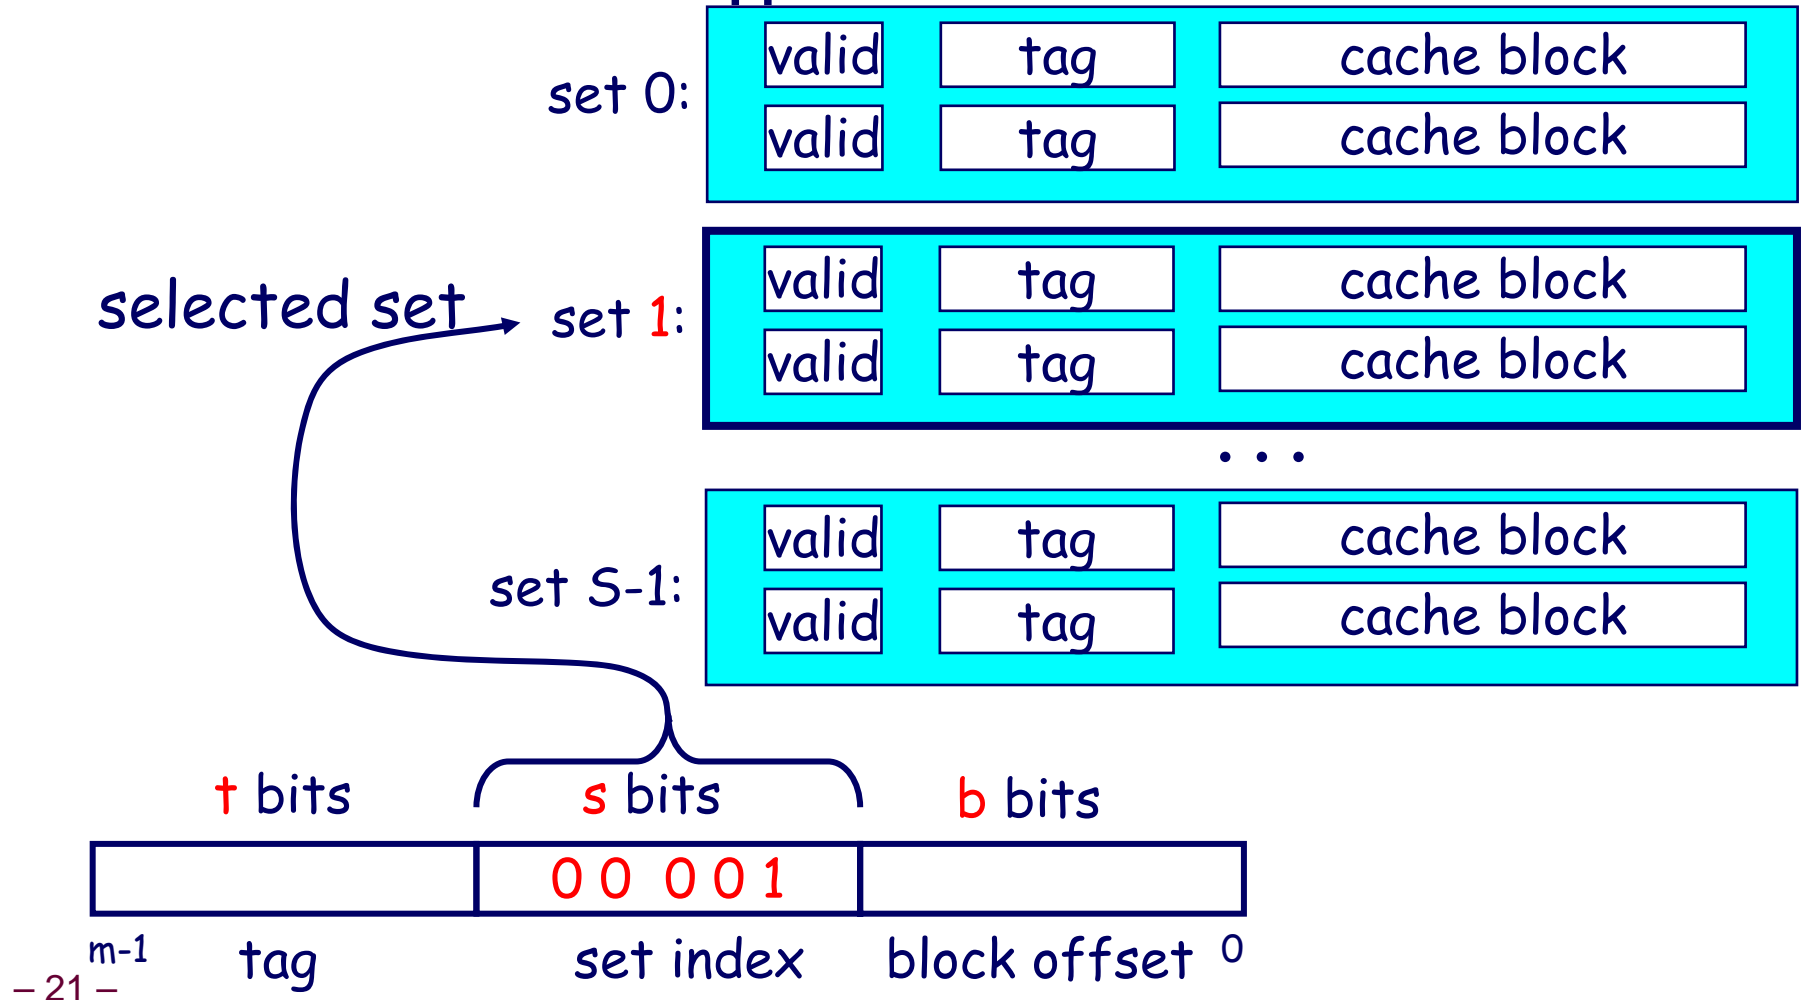 set 0:
valid tag cache block
valid tag cache block
selected set
set 1:
valid tag cache block
valid tag cache block
. . .
set S-1:
valid tag cache block
valid tag cache block
t bits s bits b bits
0 0 0 0 1
m-1 tag set index block offset 0
– 21 –